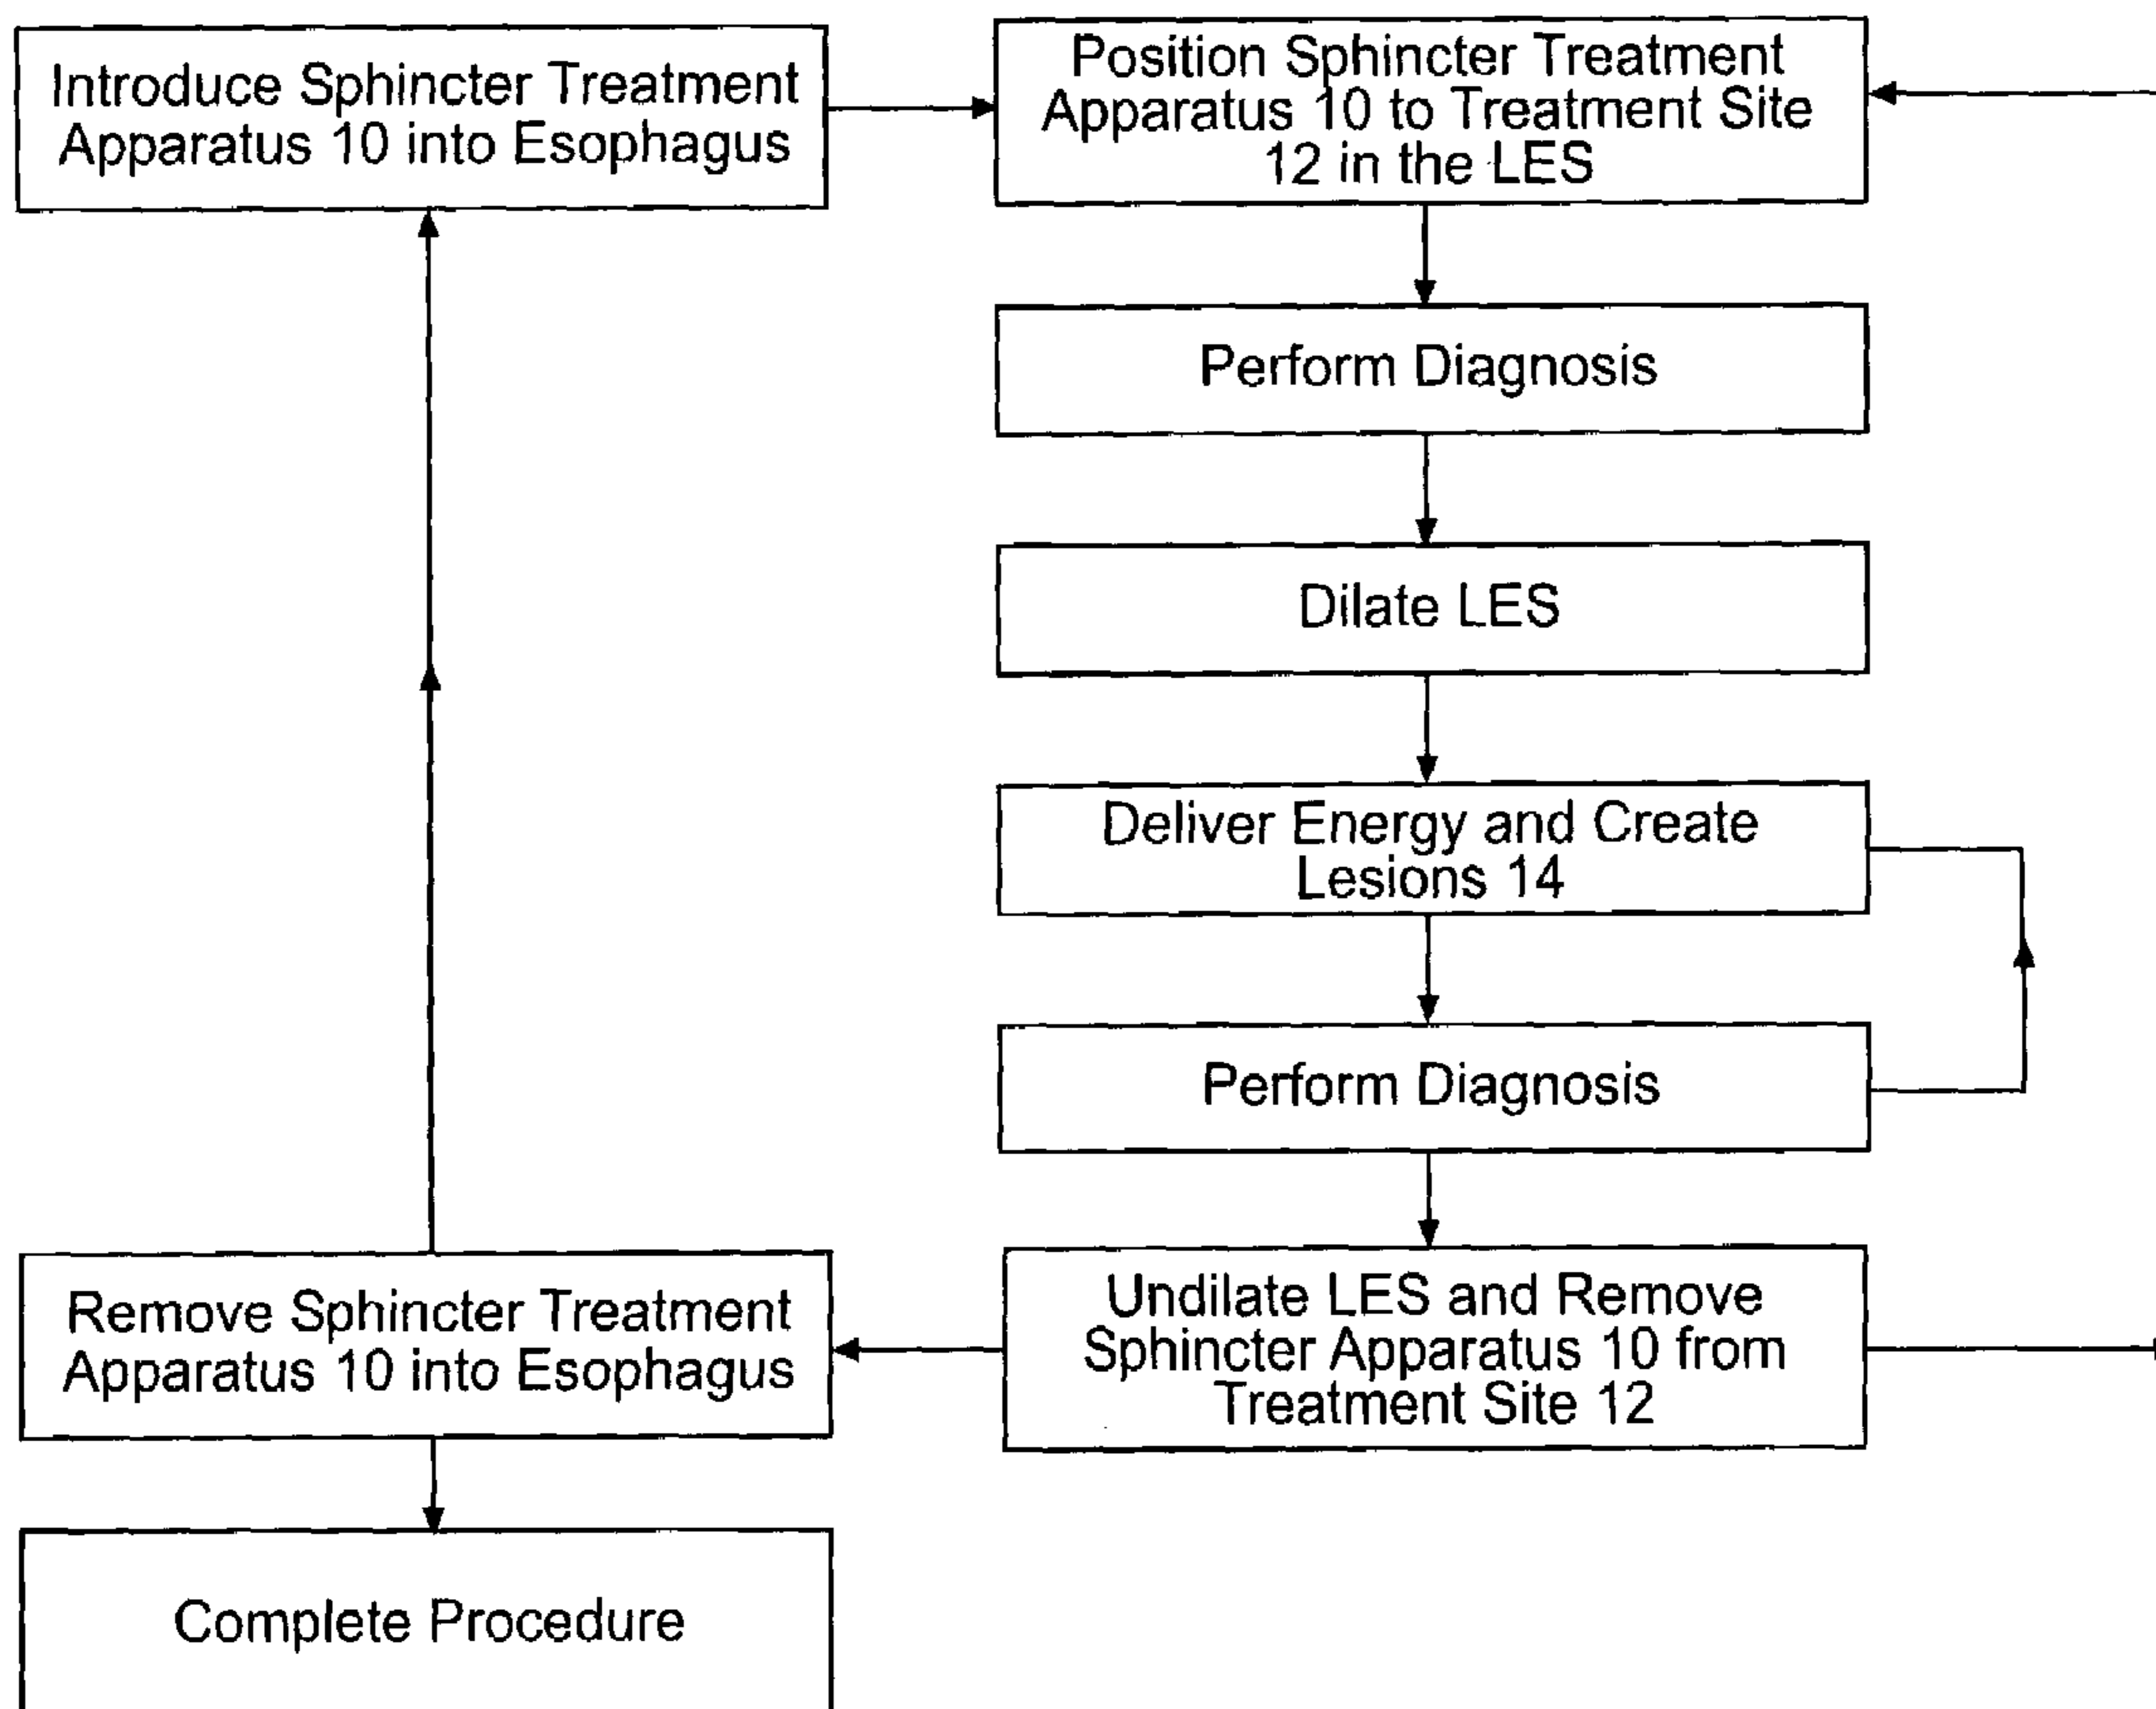 Introduce Sphincter Treatment
Apparatus 10 into Esophagus
Position Sphincter Treatment
Apparatus 10 to Treatment Site
12 in the LES
Perform Diagnosis
Dilate LES
Deliver Energy and Create
Lesions 14
Perform Diagnosis
Undilate LES and Remove
Sphincter Apparatus 10 from
Treatment Site 12
Remove Sphincter Treatment
Apparatus 10 into Esophagus
Complete Procedure